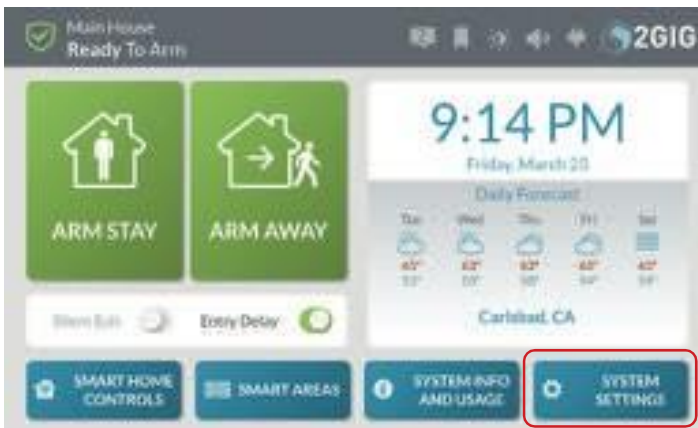 Main House
Ready To Arm
2GIG
ARM STAY
ARM AWAY
9:14 PM
Friday, March 20
Daily Forecast
Tue Wed Thu Fri Sat
Carlsbad, CA
Silent Exit
Entry Delay
SMART HOME
CONTROLS
SMART AREAS
SYSTEM INFO
AND USAGE
SYSTEM
SETTINGS